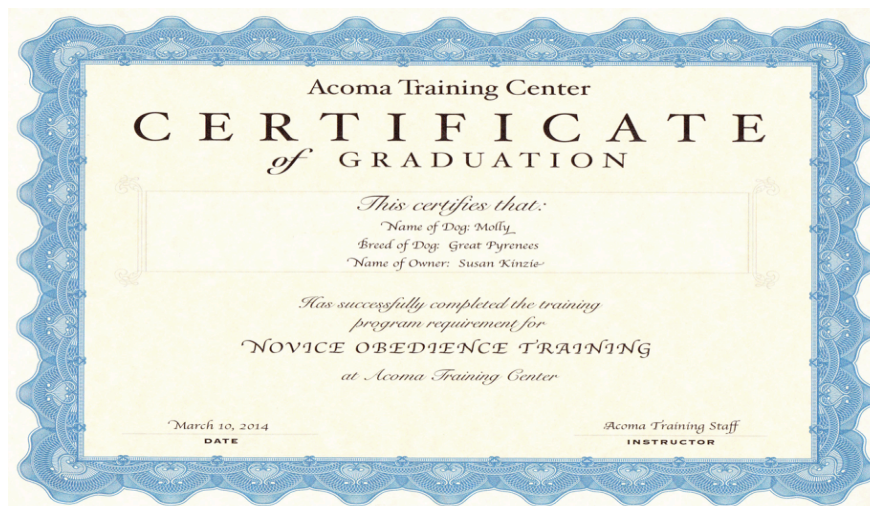 Acoma Training Center
CERTIFICATE
of GRADUATION
This certifies that:
Name of Dog: Molly
Breed of Dog: Great Pyrenees
Name of Owner: Susan Kinzie
Has successfully completed the training
program requirement for
NOVICE OBEDIENCE TRAINING
at Acoma Training Center
March 10, 2014
DATE
Acoma Training Staff
INSTRUCTOR